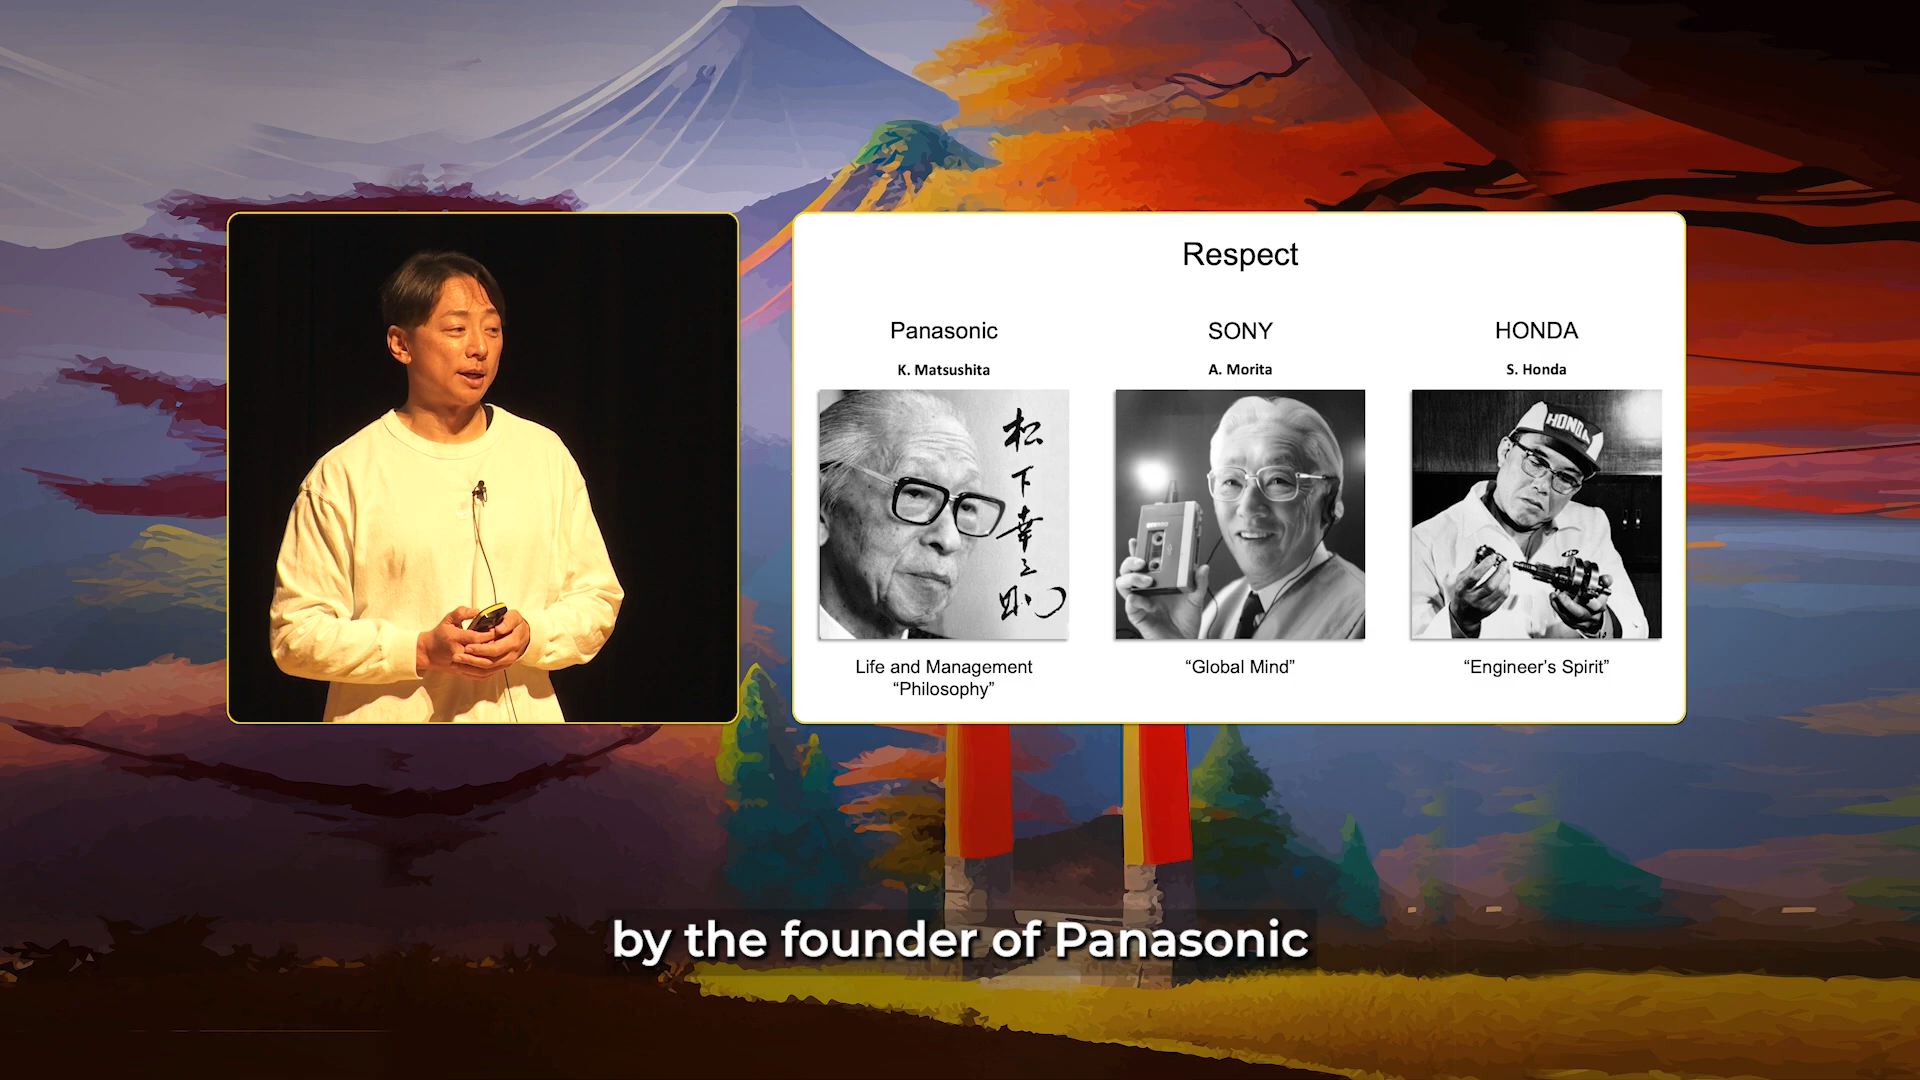 Respect
Panasonic
K. Matsushita
松下幸之助
Life and Management
“Philosophy”
SONY
A. Morita
“Global Mind”
HONDA
S. Honda
HONDA
“Engineer’s Spirit”
by the founder of Panasonic